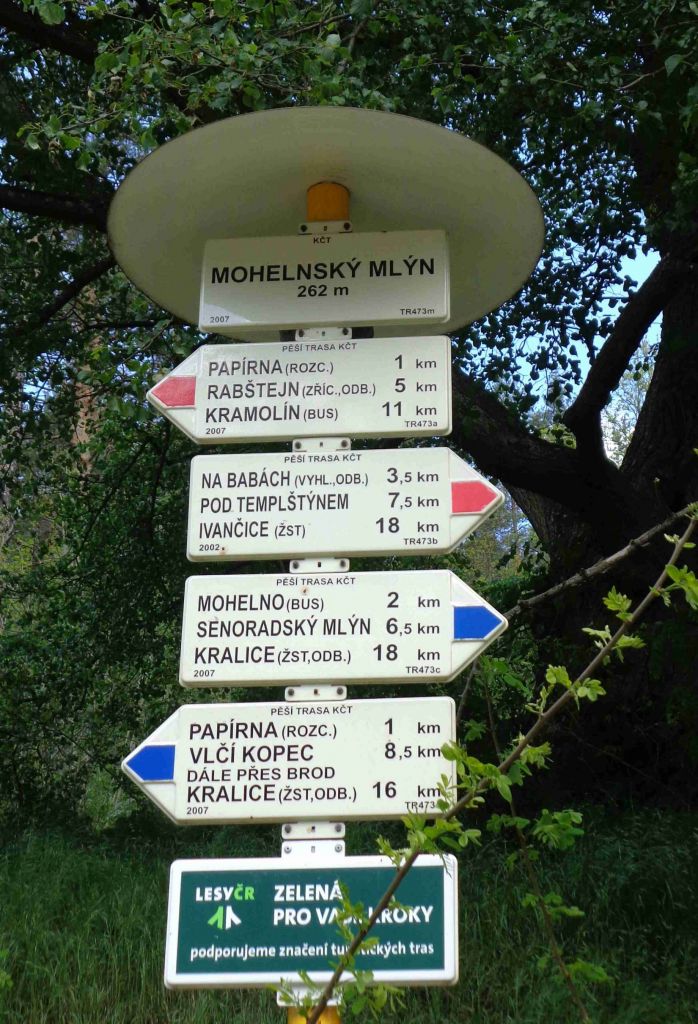 KČT
MOHELNSKÝ MLÝN
262 m
2007 TR473m
PĚŠÍ TRASA KČT
PAPÍRNA (ROZC.) 1 km
RABŠTEJN (ZŘÍC.,ODB.) 5 km
KRAMOLÍN (BUS) 11 km
2007 TR473a
PĚŠÍ TRASA KČT
NA BABÁCH (VYHL.,ODB.) 3,5 km
POD TEMPLŠTÝNEM 7,5 km
IVANČICE (ŽST) 18 km
2002 TR473b
PĚŠÍ TRASA KČT
MOHELNO (BUS) 2 km
SENORADSKÝ MLÝN 6,5 km
KRALICE (ŽST,ODB.) 18 km
2007 TR473c
PĚŠÍ TRASA KČT
PAPÍRNA (ROZC.) 1 km
VLČÍ KOPEC 8,5 km
DÁLE PŘES BROD
KRALICE (ŽST,ODB.) 16 km
2007
LESYČR ZELENÁ
PRO KROKY
podporujeme značení turistických tras